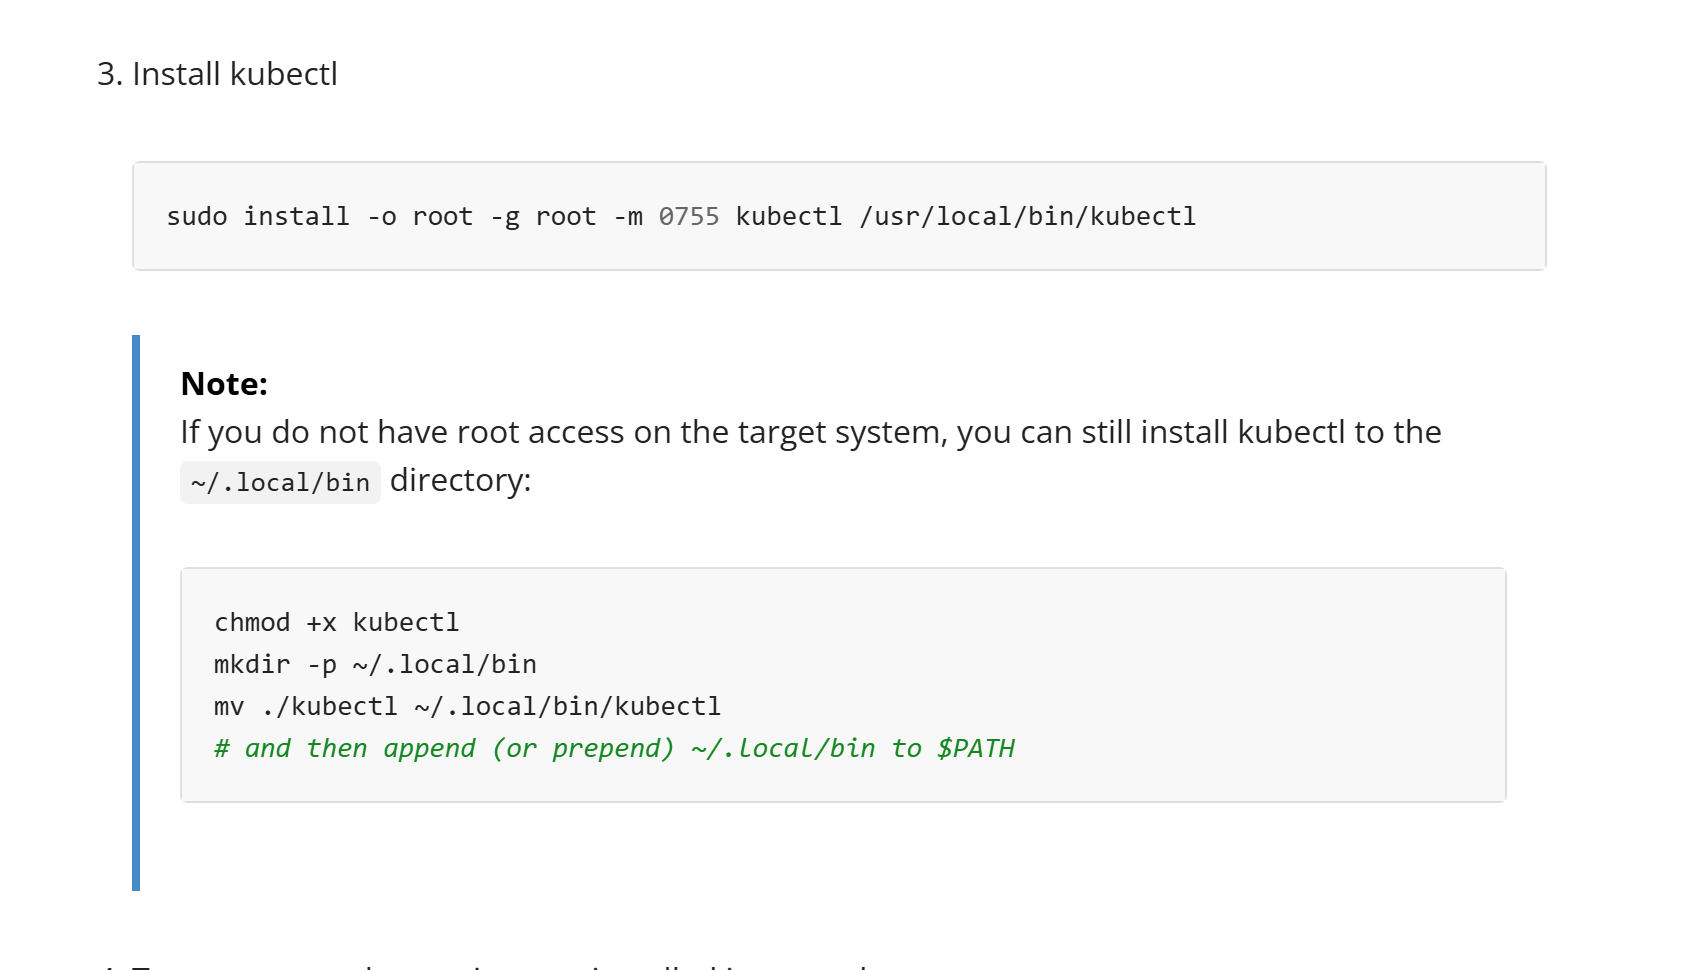 3. Install kubectl
sudo install -o root -g root -m 0755 kubectl /usr/local/bin/kubectl
Note:
If you do not have root access on the target system, you can still install kubectl to the
~/.local/bin directory:
chmod +x kubectl
mkdir -p ~/.local/bin
mv ./kubectl ~/.local/bin/kubectl
# and then append (or prepend) ~/.local/bin to $PATH